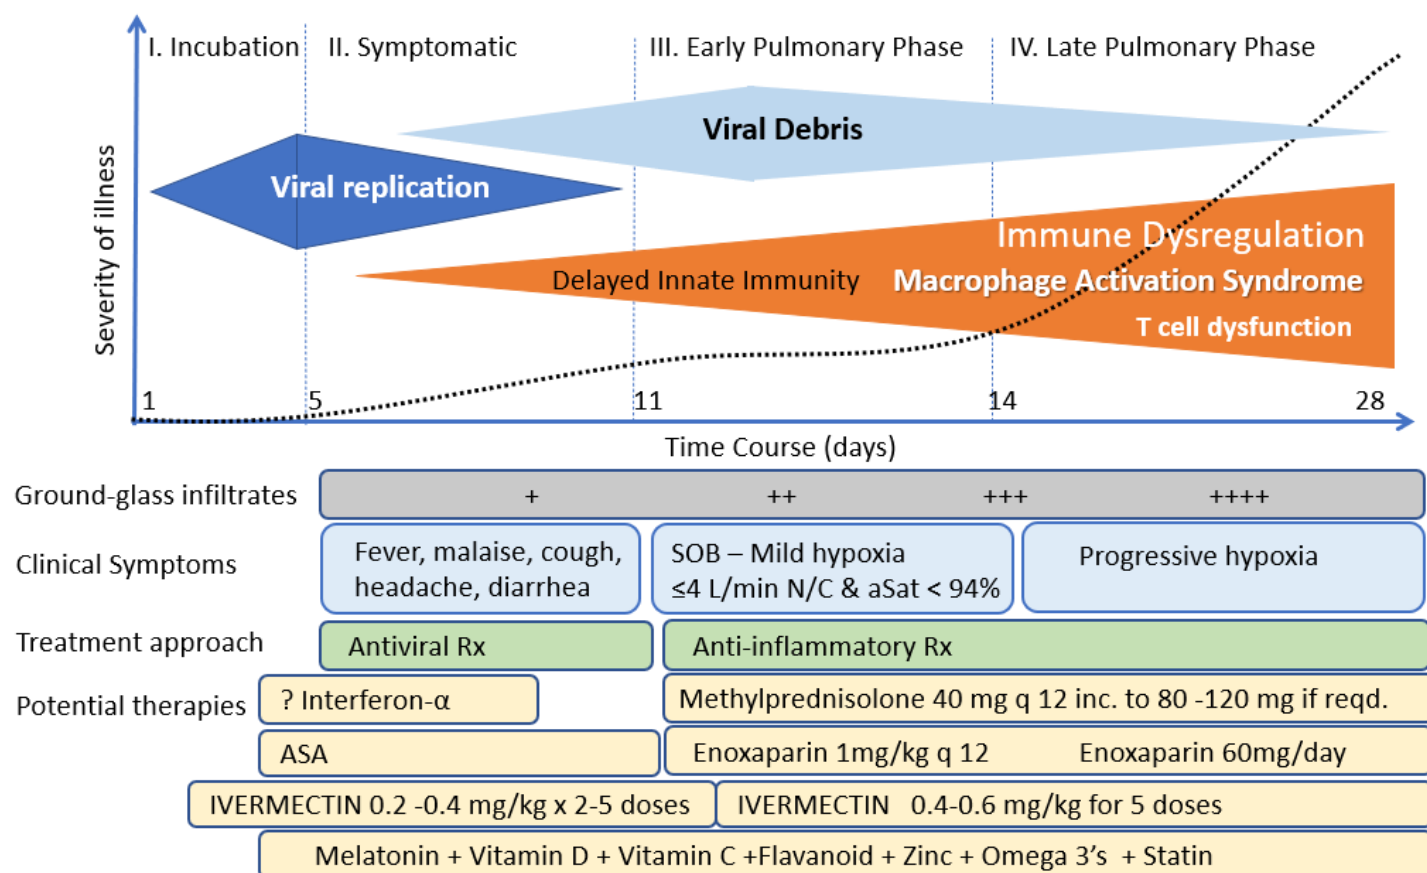 I. Incubation
II. Symptomatic
III. Early Pulmonary Phase
IV. Late Pulmonary Phase
Severity of illness
Viral Debris
Viral replication
Immune Dysregulation
Delayed Innate Immunity
Macrophage Activation Syndrome
T cell dysfunction
1
5
11
14
28
Time Course (days)
Ground-glass infiltrates
+
++
+++
++++
Clinical Symptoms
Fever, malaise, cough,
headache, diarrhea
SOB – Mild hypoxia
≤4 L/min N/C & aSat < 94%
Progressive hypoxia
Treatment approach
Antiviral Rx
Anti-inflammatory Rx
Potential therapies
? Interferon-α
Methylprednisolone 40 mg q 12 inc. to 80 -120 mg if reqd.
ASA
Enoxaparin 1mg/kg q 12
Enoxaparin 60mg/day
IVERMECTIN 0.2 -0.4 mg/kg x 2-5 doses
IVERMECTIN 0.4-0.6 mg/kg for 5 doses
Melatonin + Vitamin D + Vitamin C +Flavanoid + Zinc + Omega 3's + Statin